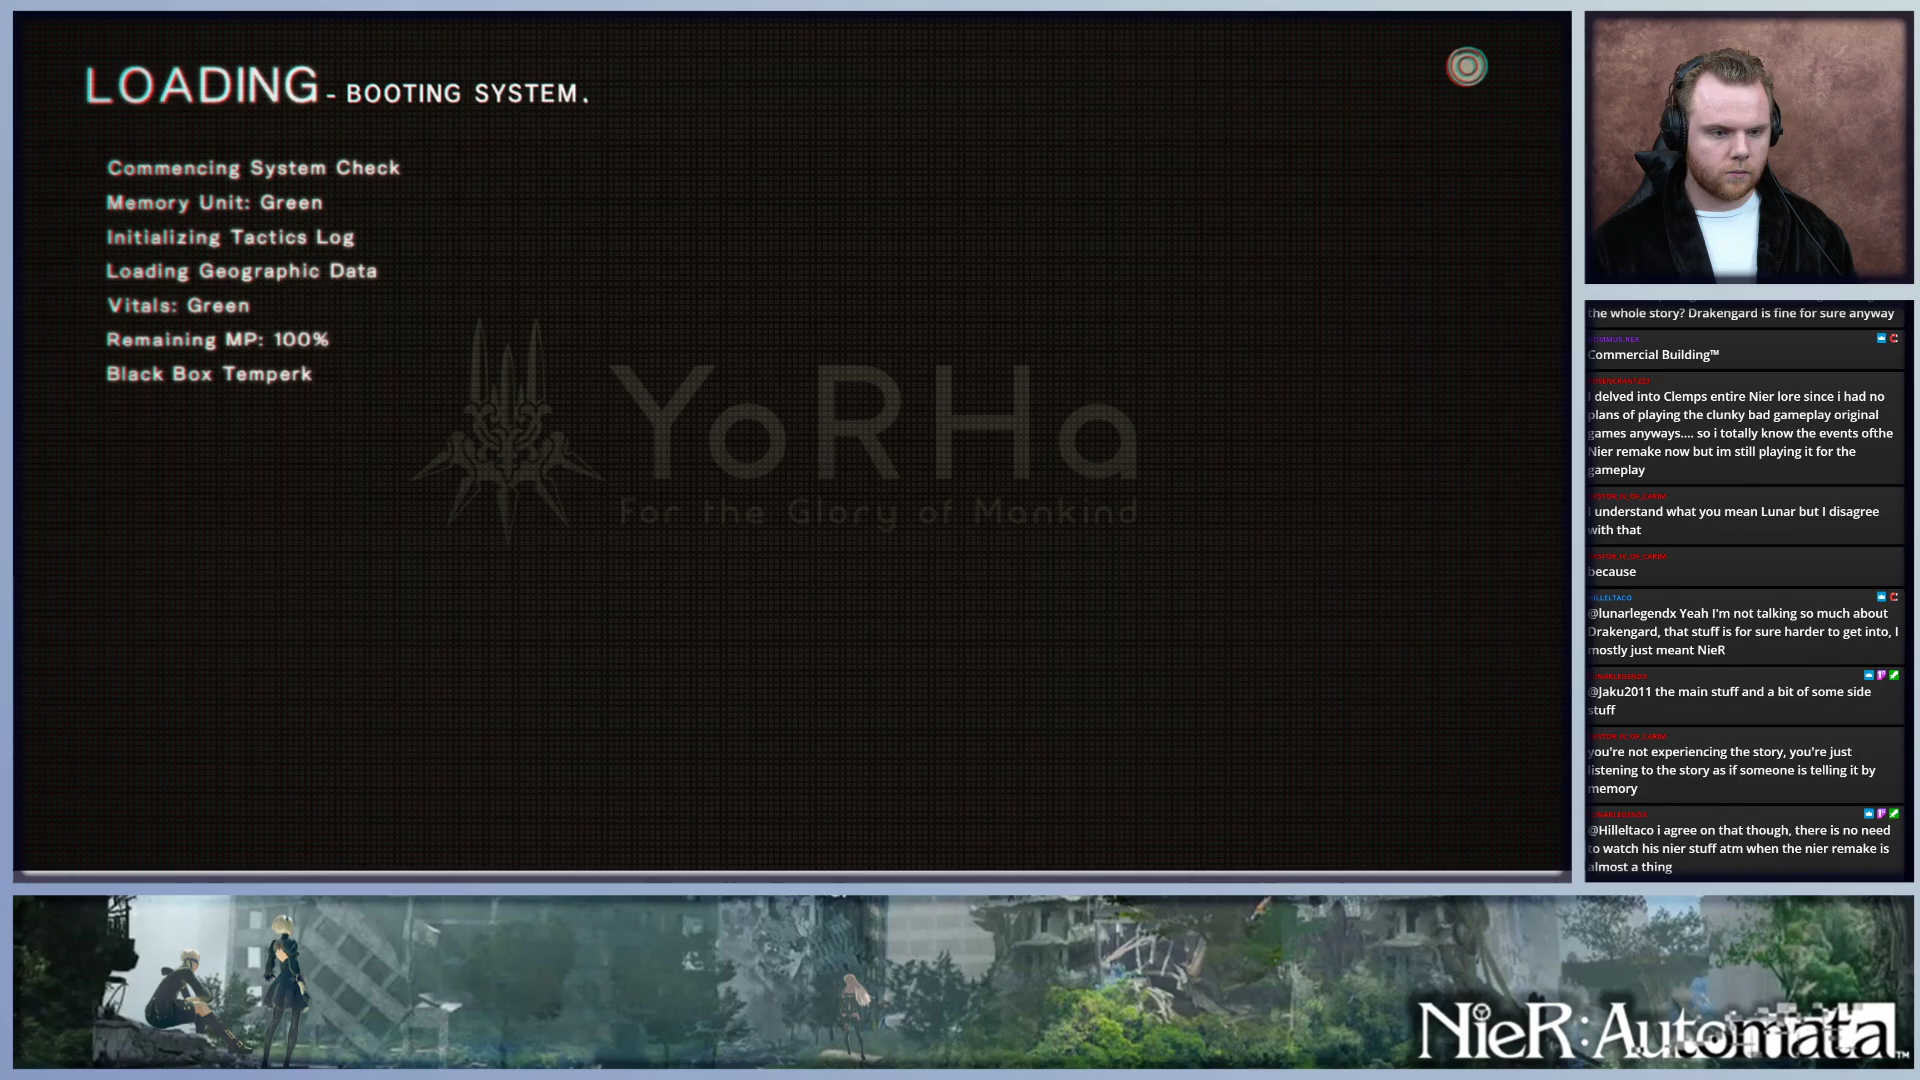 LOADING - BOOTING SYSTEM.
Commencing System Check
Memory Unit: Green
Initializing Tactics Log
Loading Geographic Data
Vitals: Green
Remaining MP: 100%
Black Box Temperk
YoRHa
For the Glory of Mankind
the whole story? Drakengard is fine for sure anyway
Commercial Building™
I delved into Clemps entire Nier lore since i had no
plans of playing the clunky bad gameplay original
games anyways.... so i totally know the events ofthe
Nier remake now but im still playing it for the
gameplay
I understand what you mean Lunar but I disagree
with that
because
HILLELTACO
@lunarlegendx Yeah I'm not talking so much about
Drakengard, that stuff is for sure harder to get into, I
mostly just meant NieR
@Jaku2011 the main stuff and a bit of some side
stuff
you're not experiencing the story, you're just
listening to the story as if someone is telling it by
memory
@Hilleltaco i agree on that though, there is no need
to watch his nier stuff atm when the nier remake is
almost a thing
NieR:Automata™